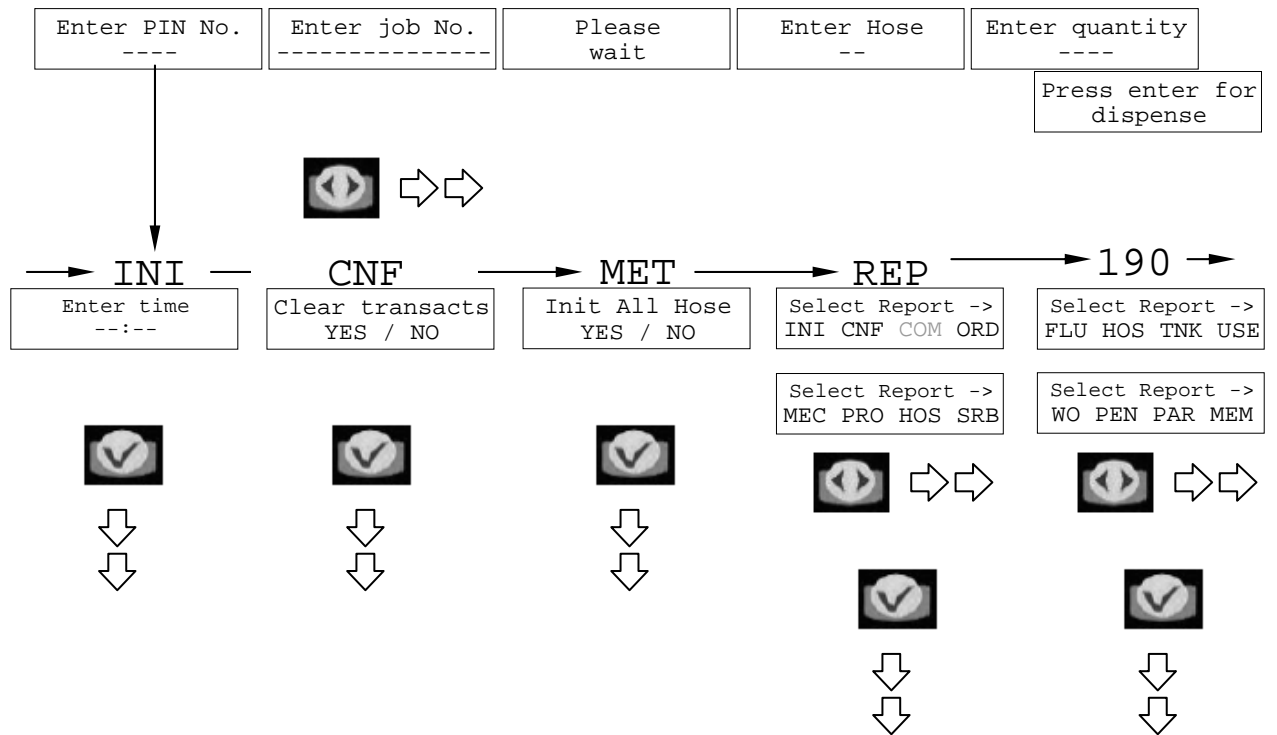 Enter PIN No.
----
Enter job No.
---------------
Please
wait
Enter Hose
--
Enter quantity
----
Press enter for
dispense
INI
CNF
MET
REP
190
Enter time
--:--
Clear transacts
YES / NO
Init All Hose
YES / NO
Select Report ->
INI CNF COM ORD
Select Report ->
FLU HOS TNK USE
Select Report ->
MEC PRO HOS SRB
Select Report ->
WO PEN PAR MEM